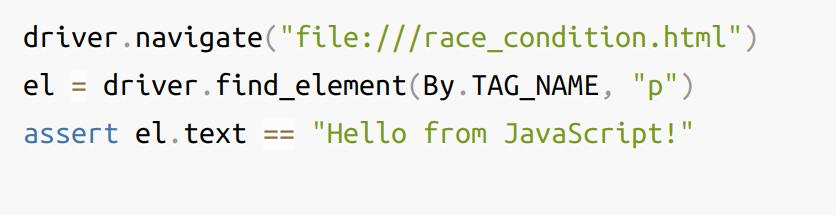 driver.navigate("file:///race_condition.html")
el = driver.find_element(By.TAG_NAME, "p")
assert el.text == "Hello from JavaScript!"